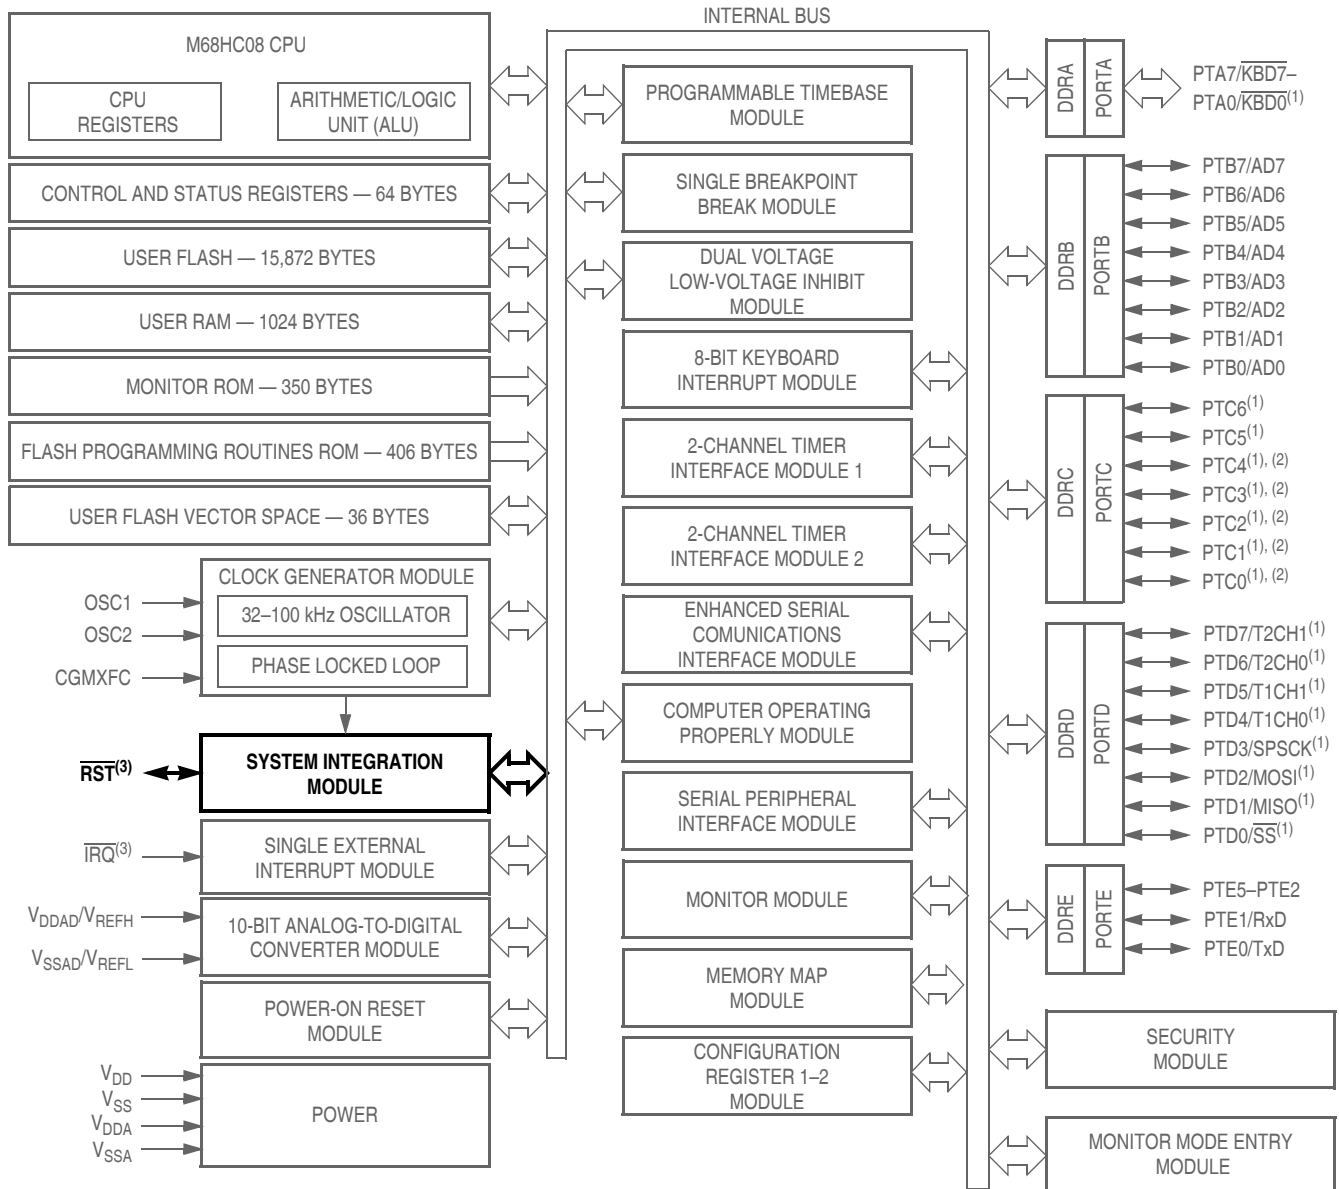 INTERNAL BUS
M68HC08 CPU
CPU
REGISTERS
ARITHMETIC/LOGIC
UNIT (ALU)
CONTROL AND STATUS REGISTERS — 64 BYTES
USER FLASH — 15,872 BYTES
USER RAM — 1024 BYTES
MONITOR ROM — 350 BYTES
FLASH PROGRAMMING ROUTINES ROM — 406 BYTES
USER FLASH VECTOR SPACE — 36 BYTES
CLOCK GENERATOR MODULE
32–100 kHz OSCILLATOR
PHASE LOCKED LOOP
OSC1
OSC2
CGMXFC
SYSTEM INTEGRATION
MODULE
RST(3)
SINGLE EXTERNAL
INTERRUPT MODULE
IRQ(3)
10-BIT ANALOG-TO-DIGITAL
CONVERTER MODULE
VDDAD/VREFH
VSSAD/VREFL
POWER-ON RESET
MODULE
POWER
VDD
VSS
VDDA
VSSA
PROGRAMMABLE TIMEBASE
MODULE
SINGLE BREAKPOINT
BREAK MODULE
DUAL VOLTAGE
LOW-VOLTAGE INHIBIT
MODULE
8-BIT KEYBOARD
INTERRUPT MODULE
2-CHANNEL TIMER
INTERFACE MODULE 1
2-CHANNEL TIMER
INTERFACE MODULE 2
ENHANCED SERIAL
COMUNICATIONS
INTERFACE MODULE
COMPUTER OPERATING
PROPERLY MODULE
SERIAL PERIPHERAL
INTERFACE MODULE
MONITOR MODULE
MEMORY MAP
MODULE
CONFIGURATION
REGISTER 1–2
MODULE
DDRA
PORTA
PTA7/KBD7–
PTA0/KBD0(1)
DDRB
PORTB
PTB7/AD7
PTB6/AD6
PTB5/AD5
PTB4/AD4
PTB3/AD3
PTB2/AD2
PTB1/AD1
PTB0/AD0
DDRC
PORTC
PTC6(1)
PTC5(1)
PTC4(1), (2)
PTC3(1), (2)
PTC2(1), (2)
PTC1(1), (2)
PTC0(1), (2)
DDRD
PORTD
PTD7/T2CH1(1)
PTD6/T2CH0(1)
PTD5/T1CH1(1)
PTD4/T1CH0(1)
PTD3/SPSCK(1)
PTD2/MOSI(1)
PTD1/MISO(1)
PTD0/SS(1)
DDRE
PORTE
PTE5–PTE2
PTE1/RxD
PTE0/TxD
SECURITY
MODULE
MONITOR MODE ENTRY
MODULE